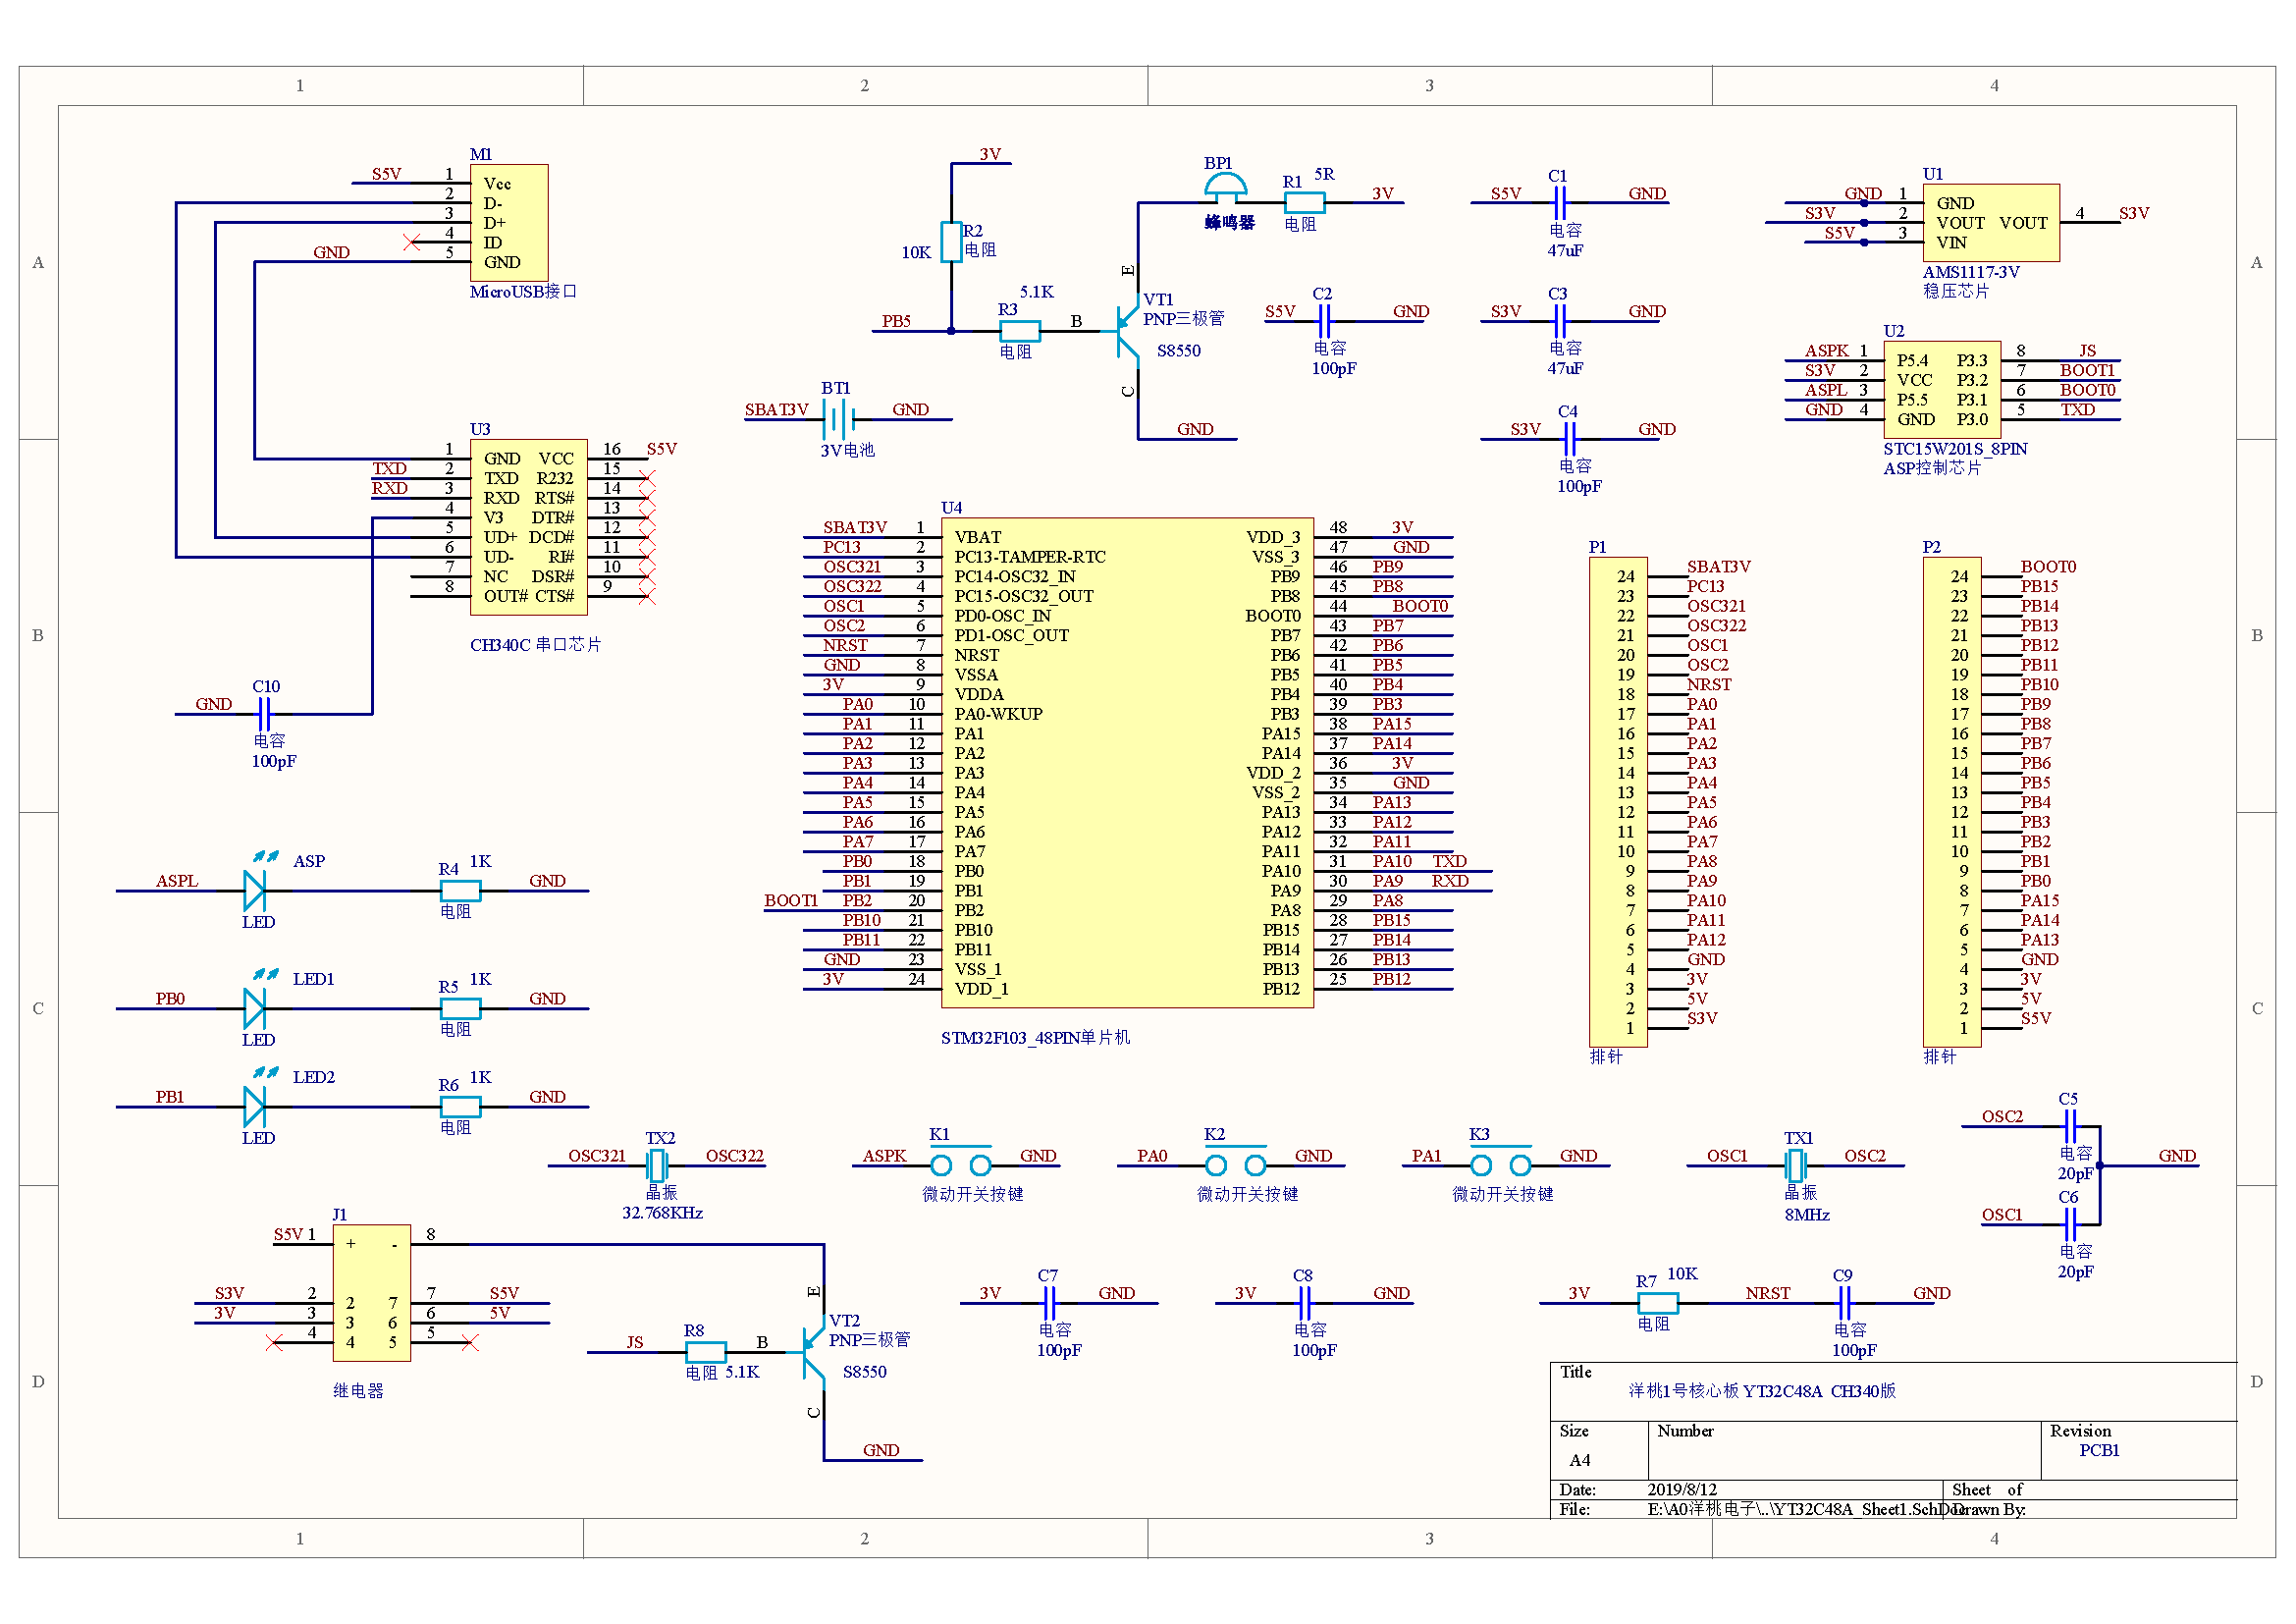 1 2 3 4
A A
B B
C C
D D
M1
S5V 1 Vcc
2 D-
3 D+
4 ID
GND 5 GND
MicroUSB接口
U3
1 GND VCC 16 S5V
TXD 2 TXD R232 15
RXD 3 RXD RTS# 14
4 V3 DTR# 13
5 UD+ DCD# 12
6 UD- RI# 11
7 NC DSR# 10
8 OUT# CTS# 9
CH340C 串口芯片
GND C10
电容
100pF
3V
R2
10K 电阻
PB5
5.1K
R3
电阻
B
E
C
VT1
PNP三极管
S8550
GND
BP1
蜂鸣器
R1 5R
电阻
3V
BT1
SBAT3V GND
3V电池
C1
S5V GND
电容
47uF
C2
S5V GND
电容
100pF
C3
S3V GND
电容
47uF
C4
S3V GND
电容
100pF
U1
GND 1 GND
S3V 2 VOUT VOUT 4 S3V
S5V 3 VIN
AMS1117-3V
稳压芯片
U2
ASPK 1 P5.4 P3.3 8 JS
S3V 2 VCC P3.2 7 BOOT1
ASPL 3 P5.5 P3.1 6 BOOT0
GND 4 GND P3.0 5 TXD
STC15W201S_8PIN
ASP控制芯片
U4
SBAT3V 1 VBAT VDD_3 48 3V
PC13 2 PC13-TAMPER-RTC VSS_3 47 GND
OSC321 3 PC14-OSC32_IN PB9 46 PB9
OSC322 4 PC15-OSC32_OUT PB8 45 PB8
OSC1 5 PD0-OSC_IN BOOT0 44 BOOT0
OSC2 6 PD1-OSC_OUT PB7 43 PB7
NRST 7 NRST PB6 42 PB6
GND 8 VSSA PB5 41 PB5
3V 9 VDDA PB4 40 PB4
PA0 10 PA0-WKUP PB3 39 PB3
PA1 11 PA1 PA15 38 PA15
PA2 12 PA2 PA14 37 PA14
PA3 13 PA3 VDD_2 36 3V
PA4 14 PA4 VSS_2 35 GND
PA5 15 PA5 PA13 34 PA13
PA6 16 PA6 PA12 33 PA12
PA7 17 PA7 PA11 32 PA11
PB0 18 PB0 PA10 31 PA10 TXD
PB1 19 PB1 PA9 30 PA9 RXD
BOOT1 PB2 20 PB2 PA8 29 PA8
PB10 21 PB10 PB15 28 PB15
PB11 22 PB11 PB14 27 PB14
GND 23 VSS_1 PB13 26 PB13
3V 24 VDD_1 PB12 25 PB12
STM32F103_48PIN单片机
P1
24 SBAT3V
23 PC13
22 OSC321
21 OSC322
20 OSC1
19 OSC2
18 NRST
17 PA0
16 PA1
15 PA2
14 PA3
13 PA4
12 PA5
11 PA6
10 PA7
9 PA8
8 PA9
7 PA10
6 PA11
5 PA12
4 GND
3 3V
2 5V
1 S3V
排针
P2
24 BOOT0
23 PB15
22 PB14
21 PB13
20 PB12
19 PB11
18 PB10
17 PB9
16 PB8
15 PB7
14 PB6
13 PB5
12 PB4
11 PB3
10 PB2
9 PB1
8 PB0
7 PA15
6 PA14
5 PA13
4 GND
3 3V
2 5V
1 S5V
排针
ASP R4 1K
ASPL GND
LED 电阻
LED1 R5 1K
PB0 GND
LED 电阻
LED2 R6 1K
PB1 GND
LED 电阻
TX2
OSC321 OSC322
晶振
32.768KHz
K1
ASPK GND
微动开关按键
K2
PA0 GND
微动开关按键
K3
PA1 GND
微动开关按键
TX1
OSC1 OSC2
晶振
8MHz
C5
OSC2
电容
20pF
GND
C6
OSC1
电容
20pF
J1
S5V 1 + - 8
S3V 2 2 7 7 S5V
3V 3 3 6 6 5V
4 4 5 5
继电器
JS R8
电阻 5.1K
B
E
C
VT2
PNP三极管
S8550
GND
C7
3V GND
电容
100pF
C8
3V GND
电容
100pF
R7 10K C9
3V NRST GND
电阻 电容
100pF
Title
洋桃1号核心板 YT32C48A CH340版
Size Number Revision
A4 PCB1
Date: 2019/8/12 Sheet of
File: E:\A0洋桃电子\..\YT32C48A_Sheet1.SchDoc Drawn By:
1 2 3 4